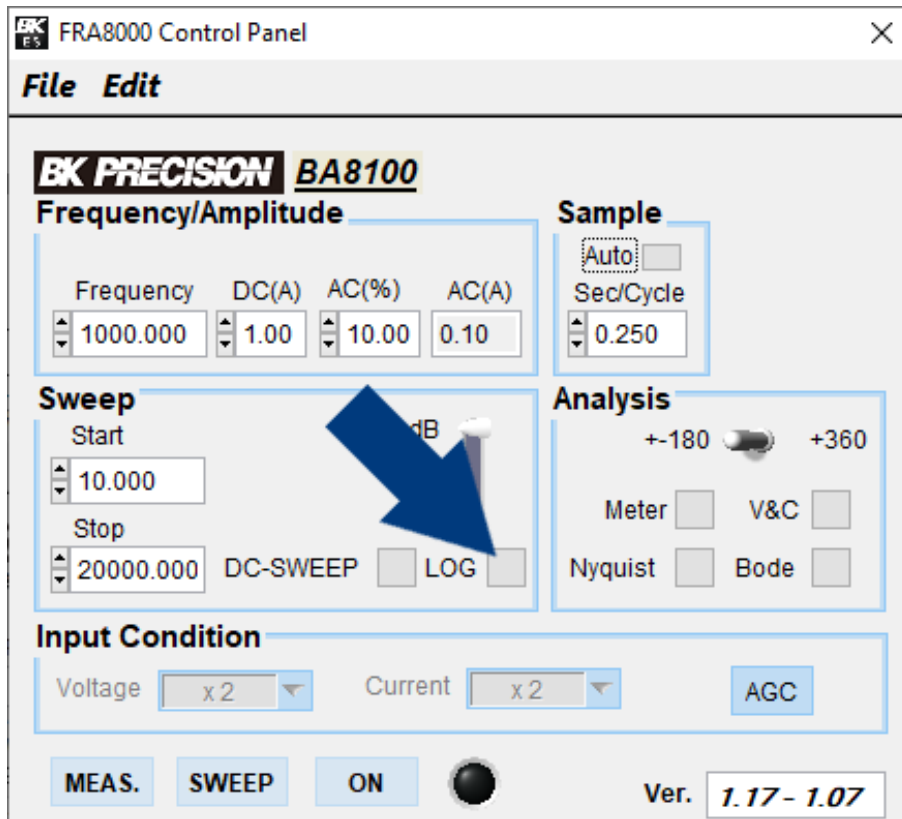 BK
ES
FRA8000 Control Panel
File Edit
BK PRECISION BA8100
Frequency/Amplitude
Frequency DC(A) AC(%) AC(A)
1000.000 1.00 10.00 0.10
Sample
Auto
Sec/Cycle
0.250
Sweep
Start
10.000
dB
Stop
20000.000 DC-SWEEP LOG
Analysis
+-180 +360
Meter V&C
Nyquist Bode
Input Condition
Voltage x 2 Current x 2 AGC
MEAS. SWEEP ON Ver. 1.17 - 1.07